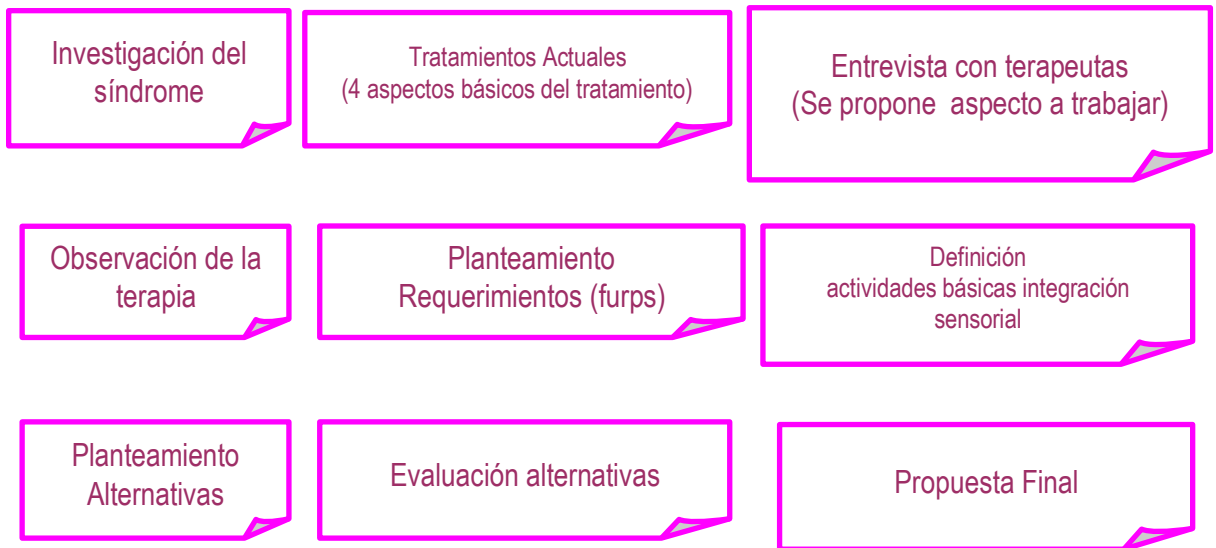 Investigación del
síndrome
Tratamientos Actuales
(4 aspectos básicos del tratamiento)
Entrevista con terapeutas
(Se propone aspecto a trabajar)
Observación de la
terapia
Planteamiento
Requerimientos (furps)
Definición
actividades básicas integración
sensorial
Planteamiento
Alternativas
Evaluación alternativas
Propuesta Final